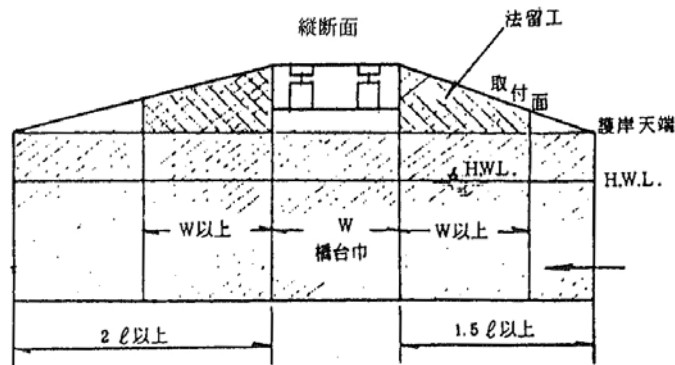 縦断面
法留工
取付面
護岸天端
H.W.L.
H.W.L.
W以上
W
W以上
橋台巾
2ℓ以上
1.5ℓ以上